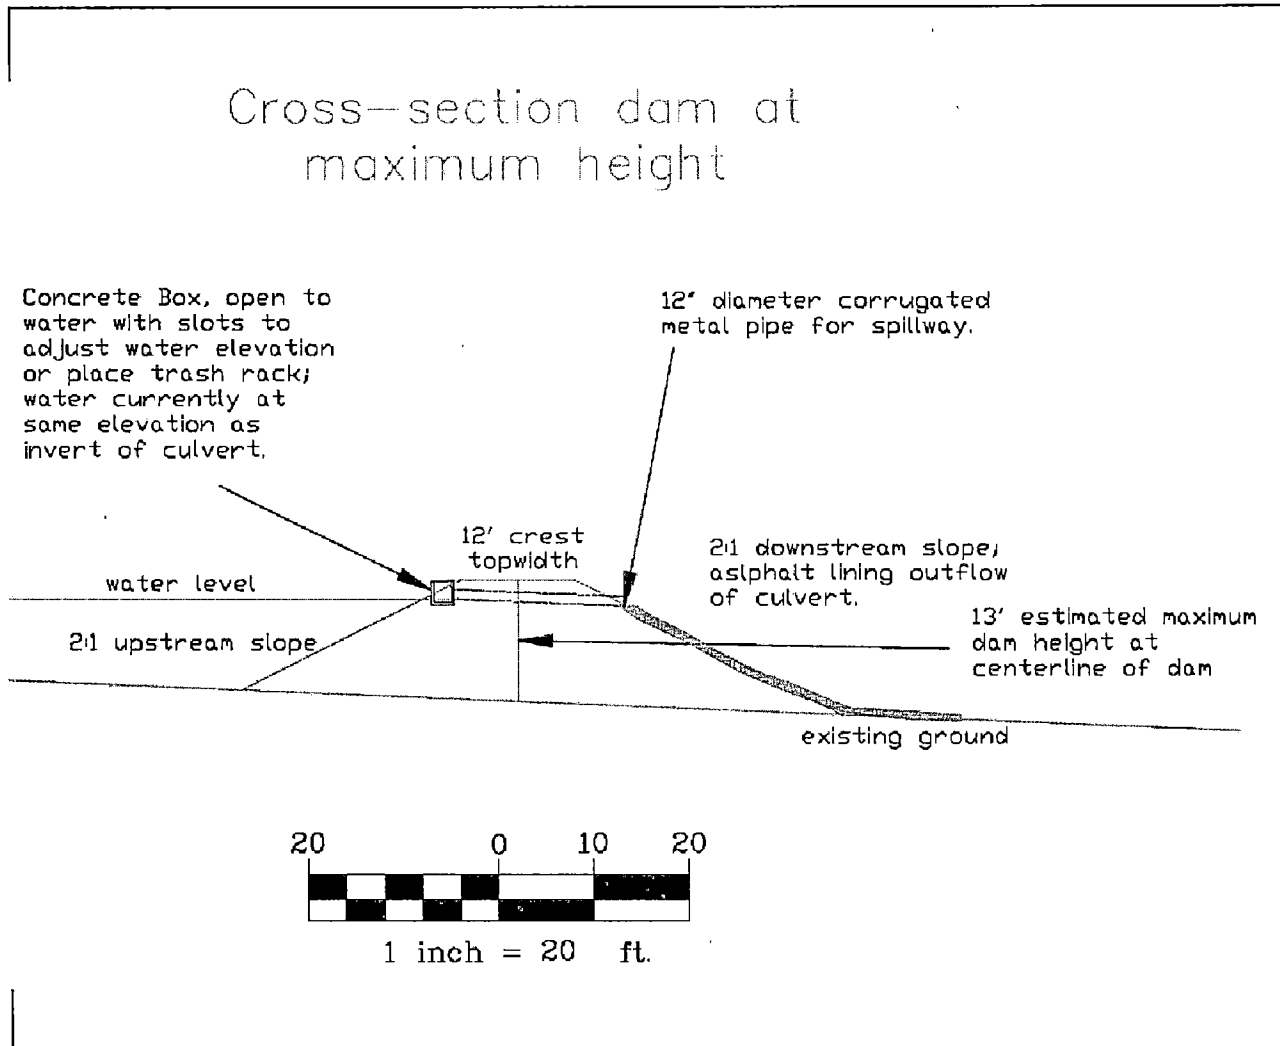 Cross-section dam at
maximum height
Concrete Box, open to
water with slots to
adjust water elevation
or place trash rack;
water currently at
same elevation as
invert of culvert.
12" diameter corrugated
metal pipe for spillway.
12' crest
topwidth
2:1 downstream slope;
aslphalt lining outflow
of culvert.
water level
2:1 upstream slope
13' estimated maximum
dam height at
centerline of dam
existing ground
20 0 10 20
1 inch = 20 ft.